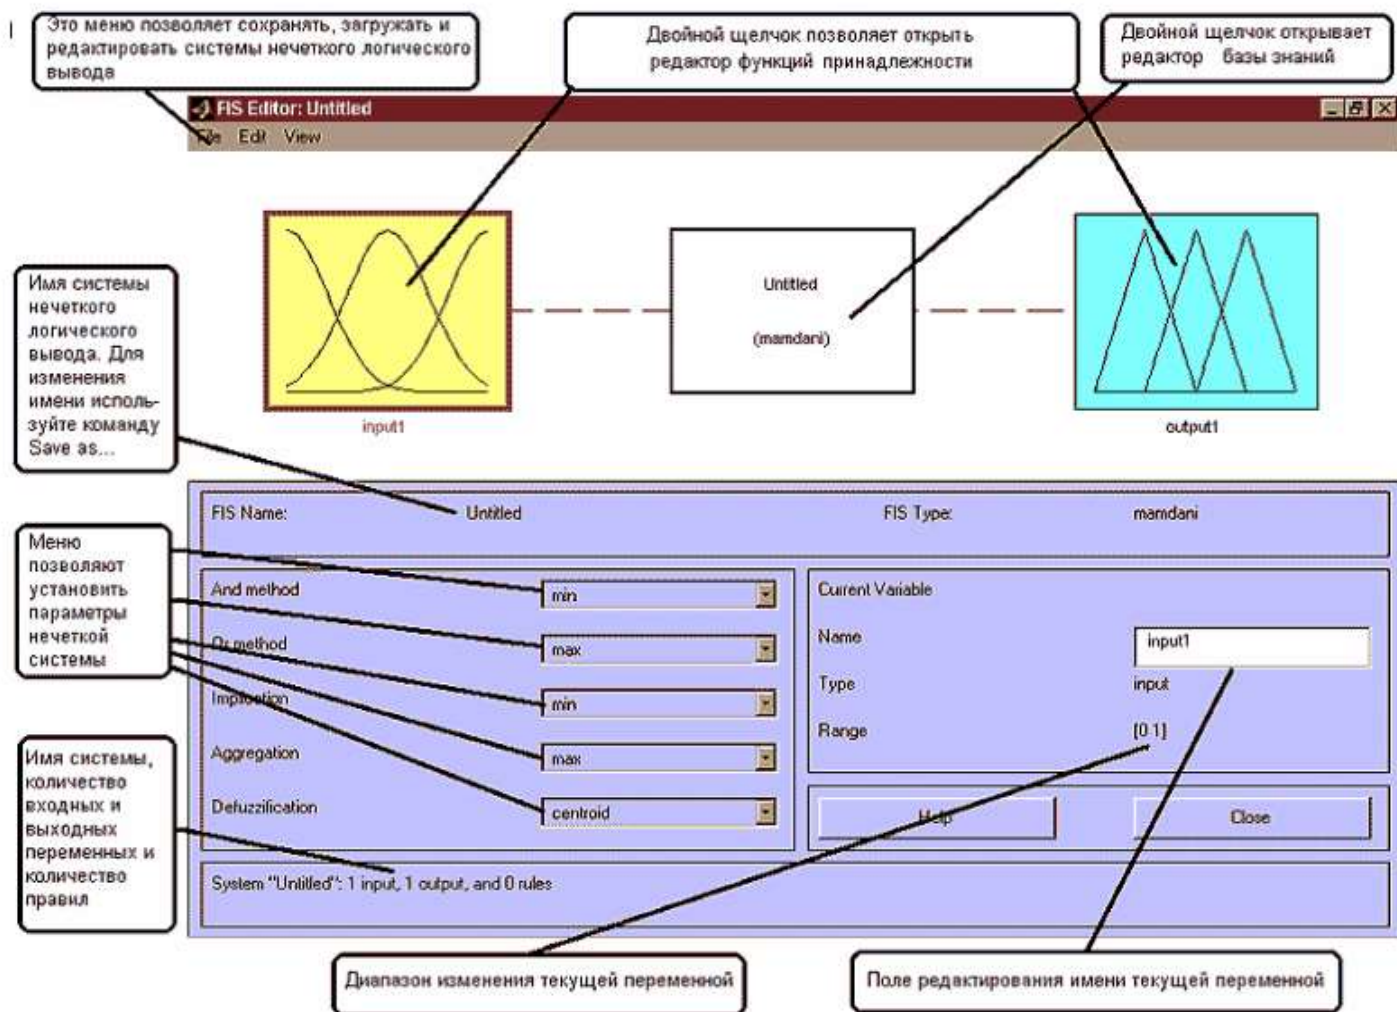 Это меню позволяет сохранять, загружать и
редактировать системы нечеткого логического
вывода
Двойной щелчок позволяет открыть
редактор функций принадлежности
Двойной щелчок открывает
редактор базы знаний
FIS Editor: Untitled
File Edit View
Имя системы
нечеткого
логического
вывода. Для
изменения
имени исполь-
зуйте команду
Save as...
input1
Untitled
(mamdani)
output1
FIS Name: Untitled FIS Type: mamdani
Меню
позволяют
установить
параметры
нечеткой
системы
And method min
Or method max
Implication min
Aggregation max
Defuzzification centroid
Current Variable
Name input1
Type input
Range [0 1]
Help Close
Имя системы,
количество
входных и
выходных
переменных и
количество
правил
System "Untitled": 1 input, 1 output, and 0 rules
Диапазон изменения текущей переменной
Поле редактирования имени текущей переменной